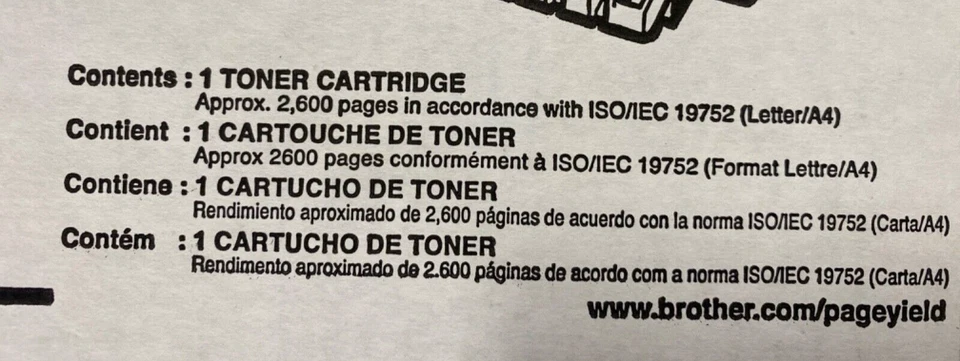 Contents : 1 TONER CARTRIDGE
Approx. 2,600 pages in accordance with ISO/IEC 19752 (Letter/A4)
Contient : 1 CARTOUCHE DE TONER
Approx 2600 pages conformément à ISO/IEC 19752 (Format Lettre/A4)
Contiene : 1 CARTUCHO DE TONER
Rendimiento aproximado de 2,600 páginas de acuerdo con la norma ISO/IEC 19752 (Carta/A4)
Contém : 1 CARTUCHO DE TONER
Rendimento aproximado de 2.600 páginas de acordo com a norma ISO/IEC 19752 (Carta/A4)
www.brother.com/pageyield